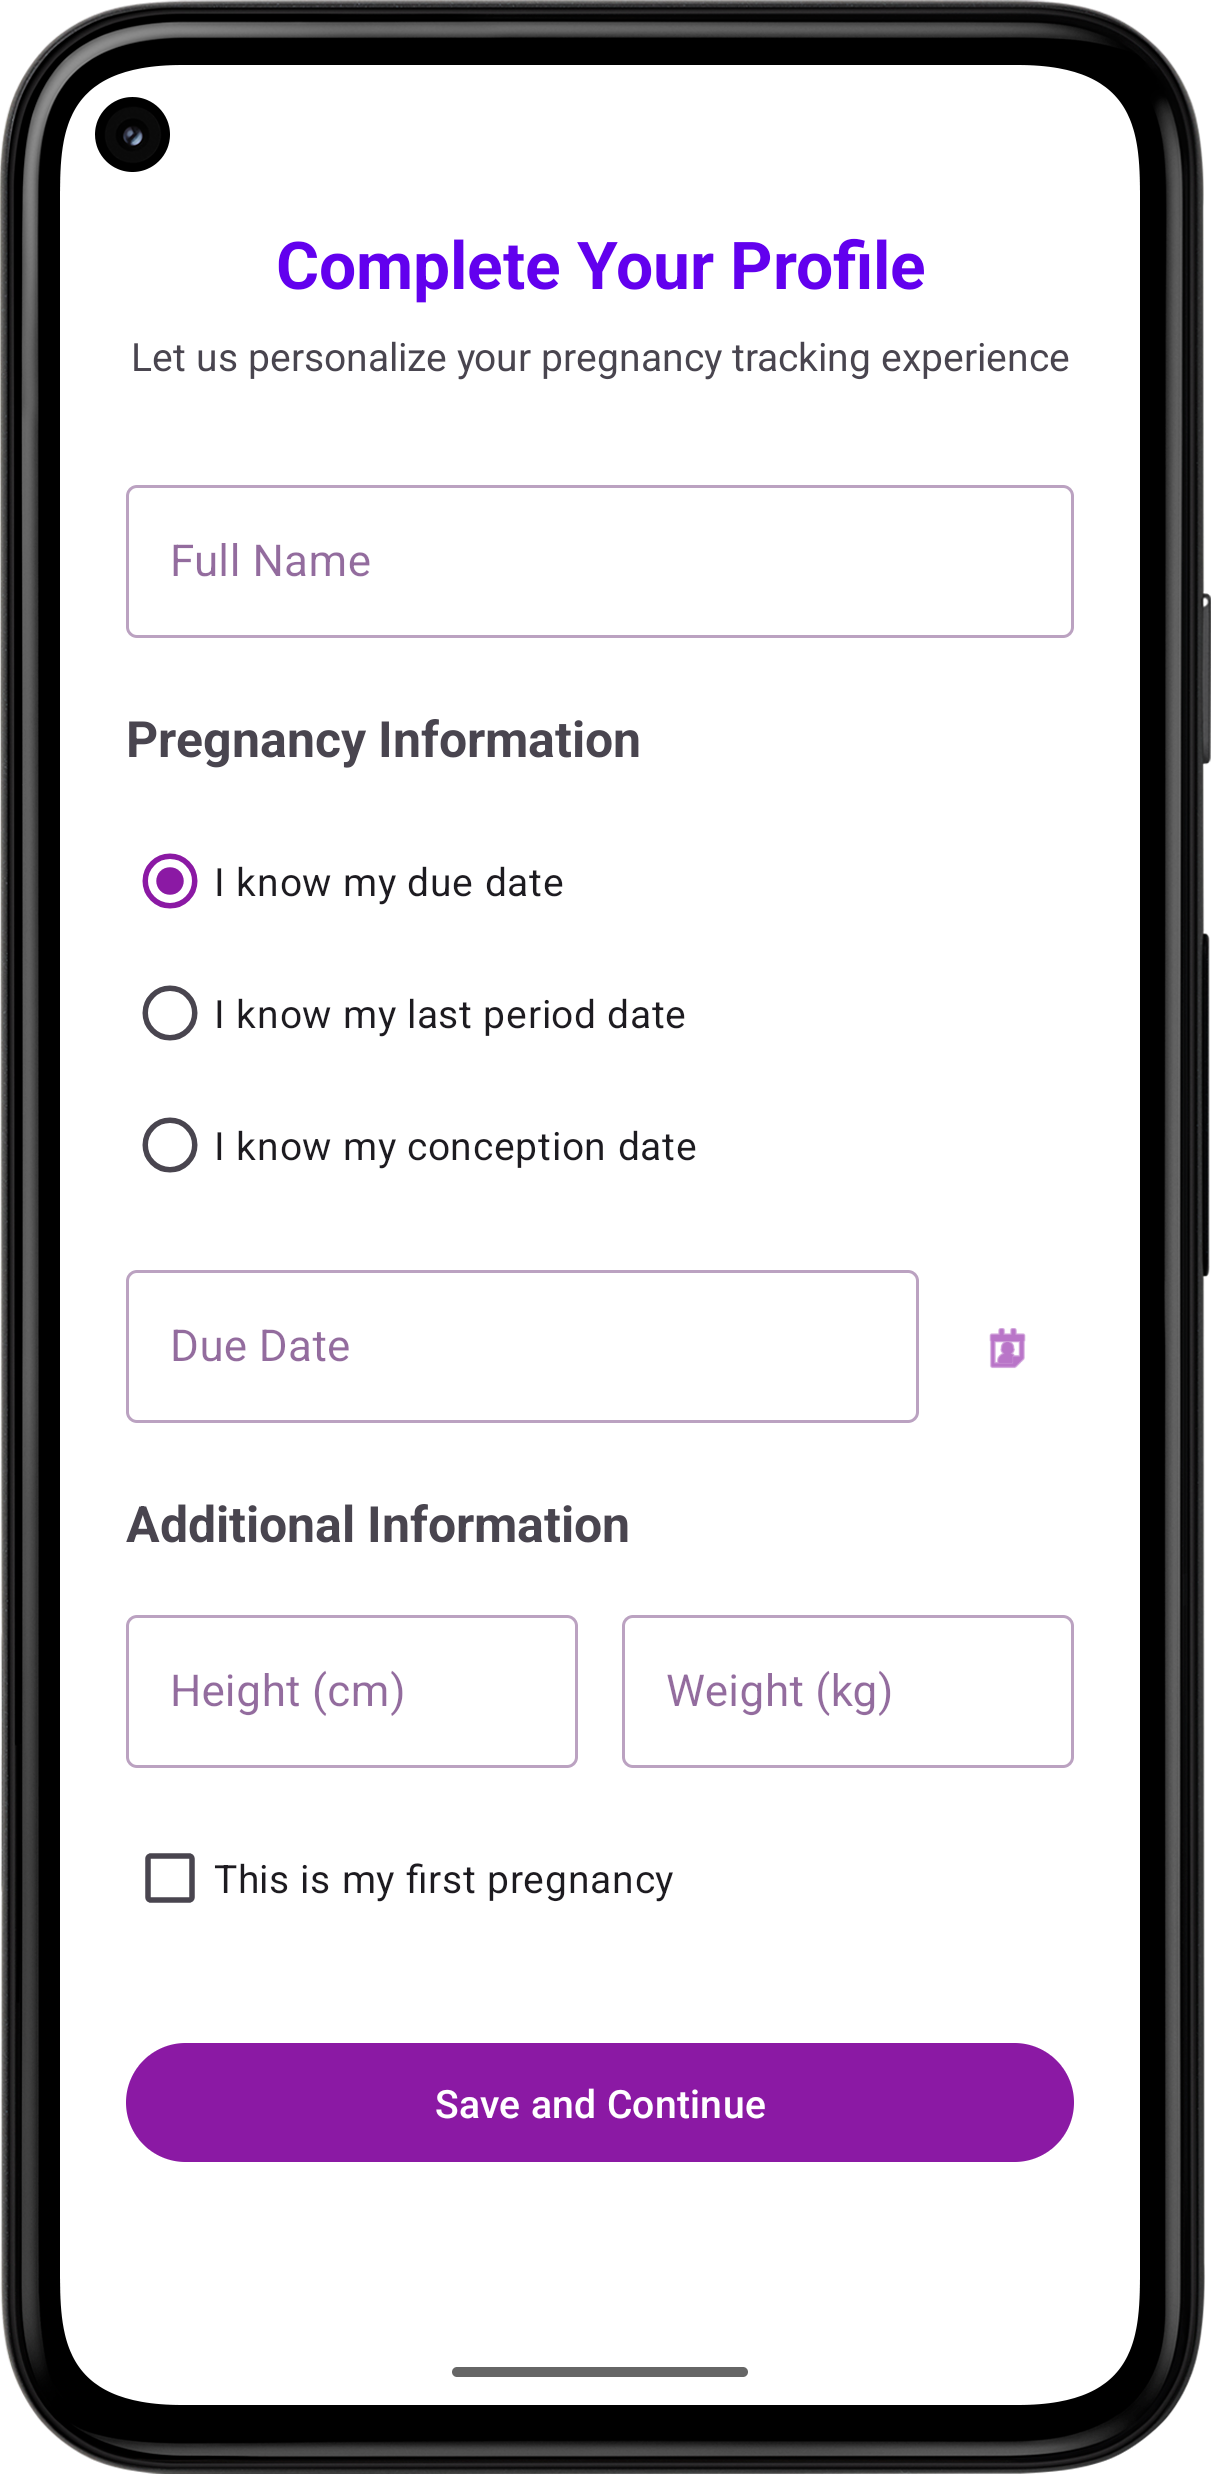 Complete Your Profile
Let us personalize your pregnancy tracking experience
Full Name
Pregnancy Information
I know my due date
I know my last period date
I know my conception date
Due Date
Additional Information
Height (cm)
Weight (kg)
This is my first pregnancy
Save and Continue